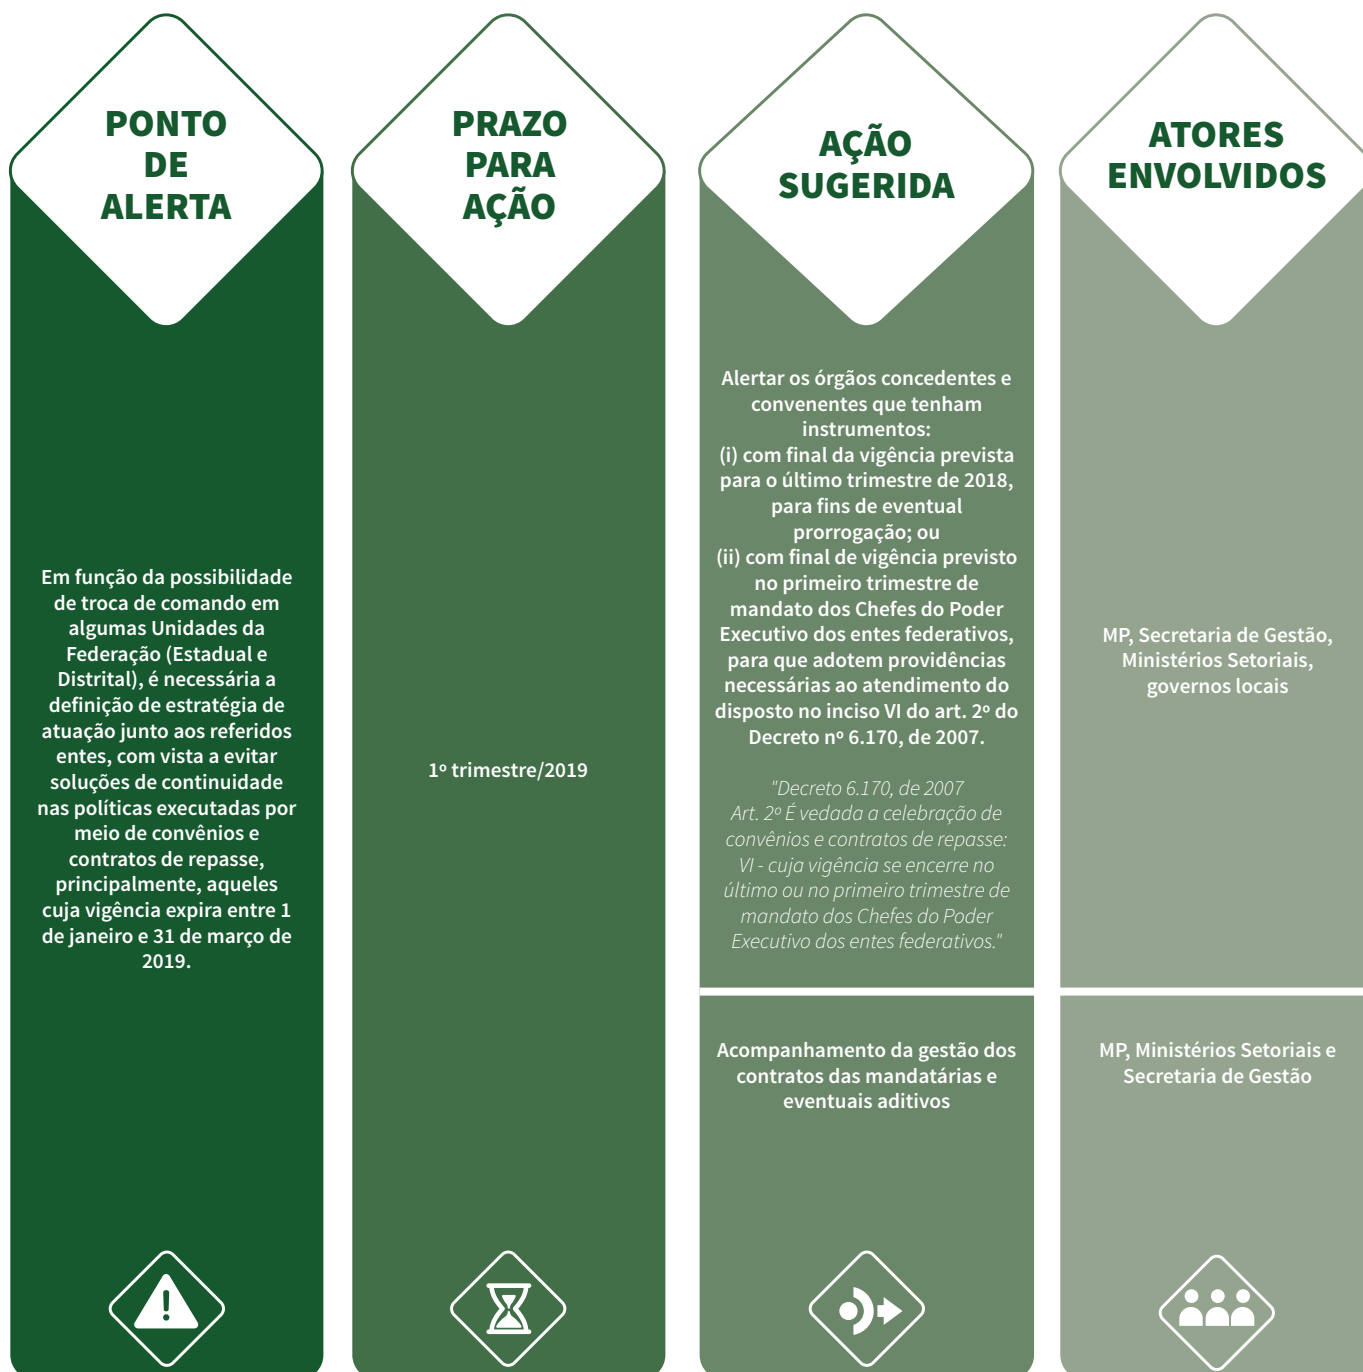 PONTO
DE
ALERTA
Em função da possibilidade
de troca de comando em
algumas Unidades da
Federação (Estadual e
Distrital), é necessária a
definição de estratégia de
atuação junto aos referidos
entes, com vista a evitar
soluções de continuidade
nas políticas executadas por
meio de convênios e
contratos de repasse,
principalmente, aqueles
cuja vigência expira entre 1
de janeiro e 31 de março de
2019.
PRAZO
PARA
AÇÃO
1º trimestre/2019
AÇÃO
SUGERIDA
Alertar os órgãos concedentes e
convenentes que tenham
instrumentos:
(i) com final da vigência prevista
para o último trimestre de 2018,
para fins de eventual
prorrogação; ou
(ii) com final de vigência previsto
no primeiro trimestre de
mandato dos Chefes do Poder
Executivo dos entes federativos,
para que adotem providências
necessárias ao atendimento do
disposto no inciso VI do art. 2º do
Decreto nº 6.170, de 2007.
"Decreto 6.170, de 2007
Art. 2º É vedada a celebração de
convênios e contratos de repasse:
VI - cuja vigência se encerre no
último ou no primeiro trimestre de
mandato dos Chefes do Poder
Executivo dos entes federativos."
Acompanhamento da gestão dos
contratos das mandatárias e
eventuais aditivos
ATORES
ENVOLVIDOS
MP, Secretaria de Gestão,
Ministérios Setoriais,
governos locais
MP, Ministérios Setoriais e
Secretaria de Gestão